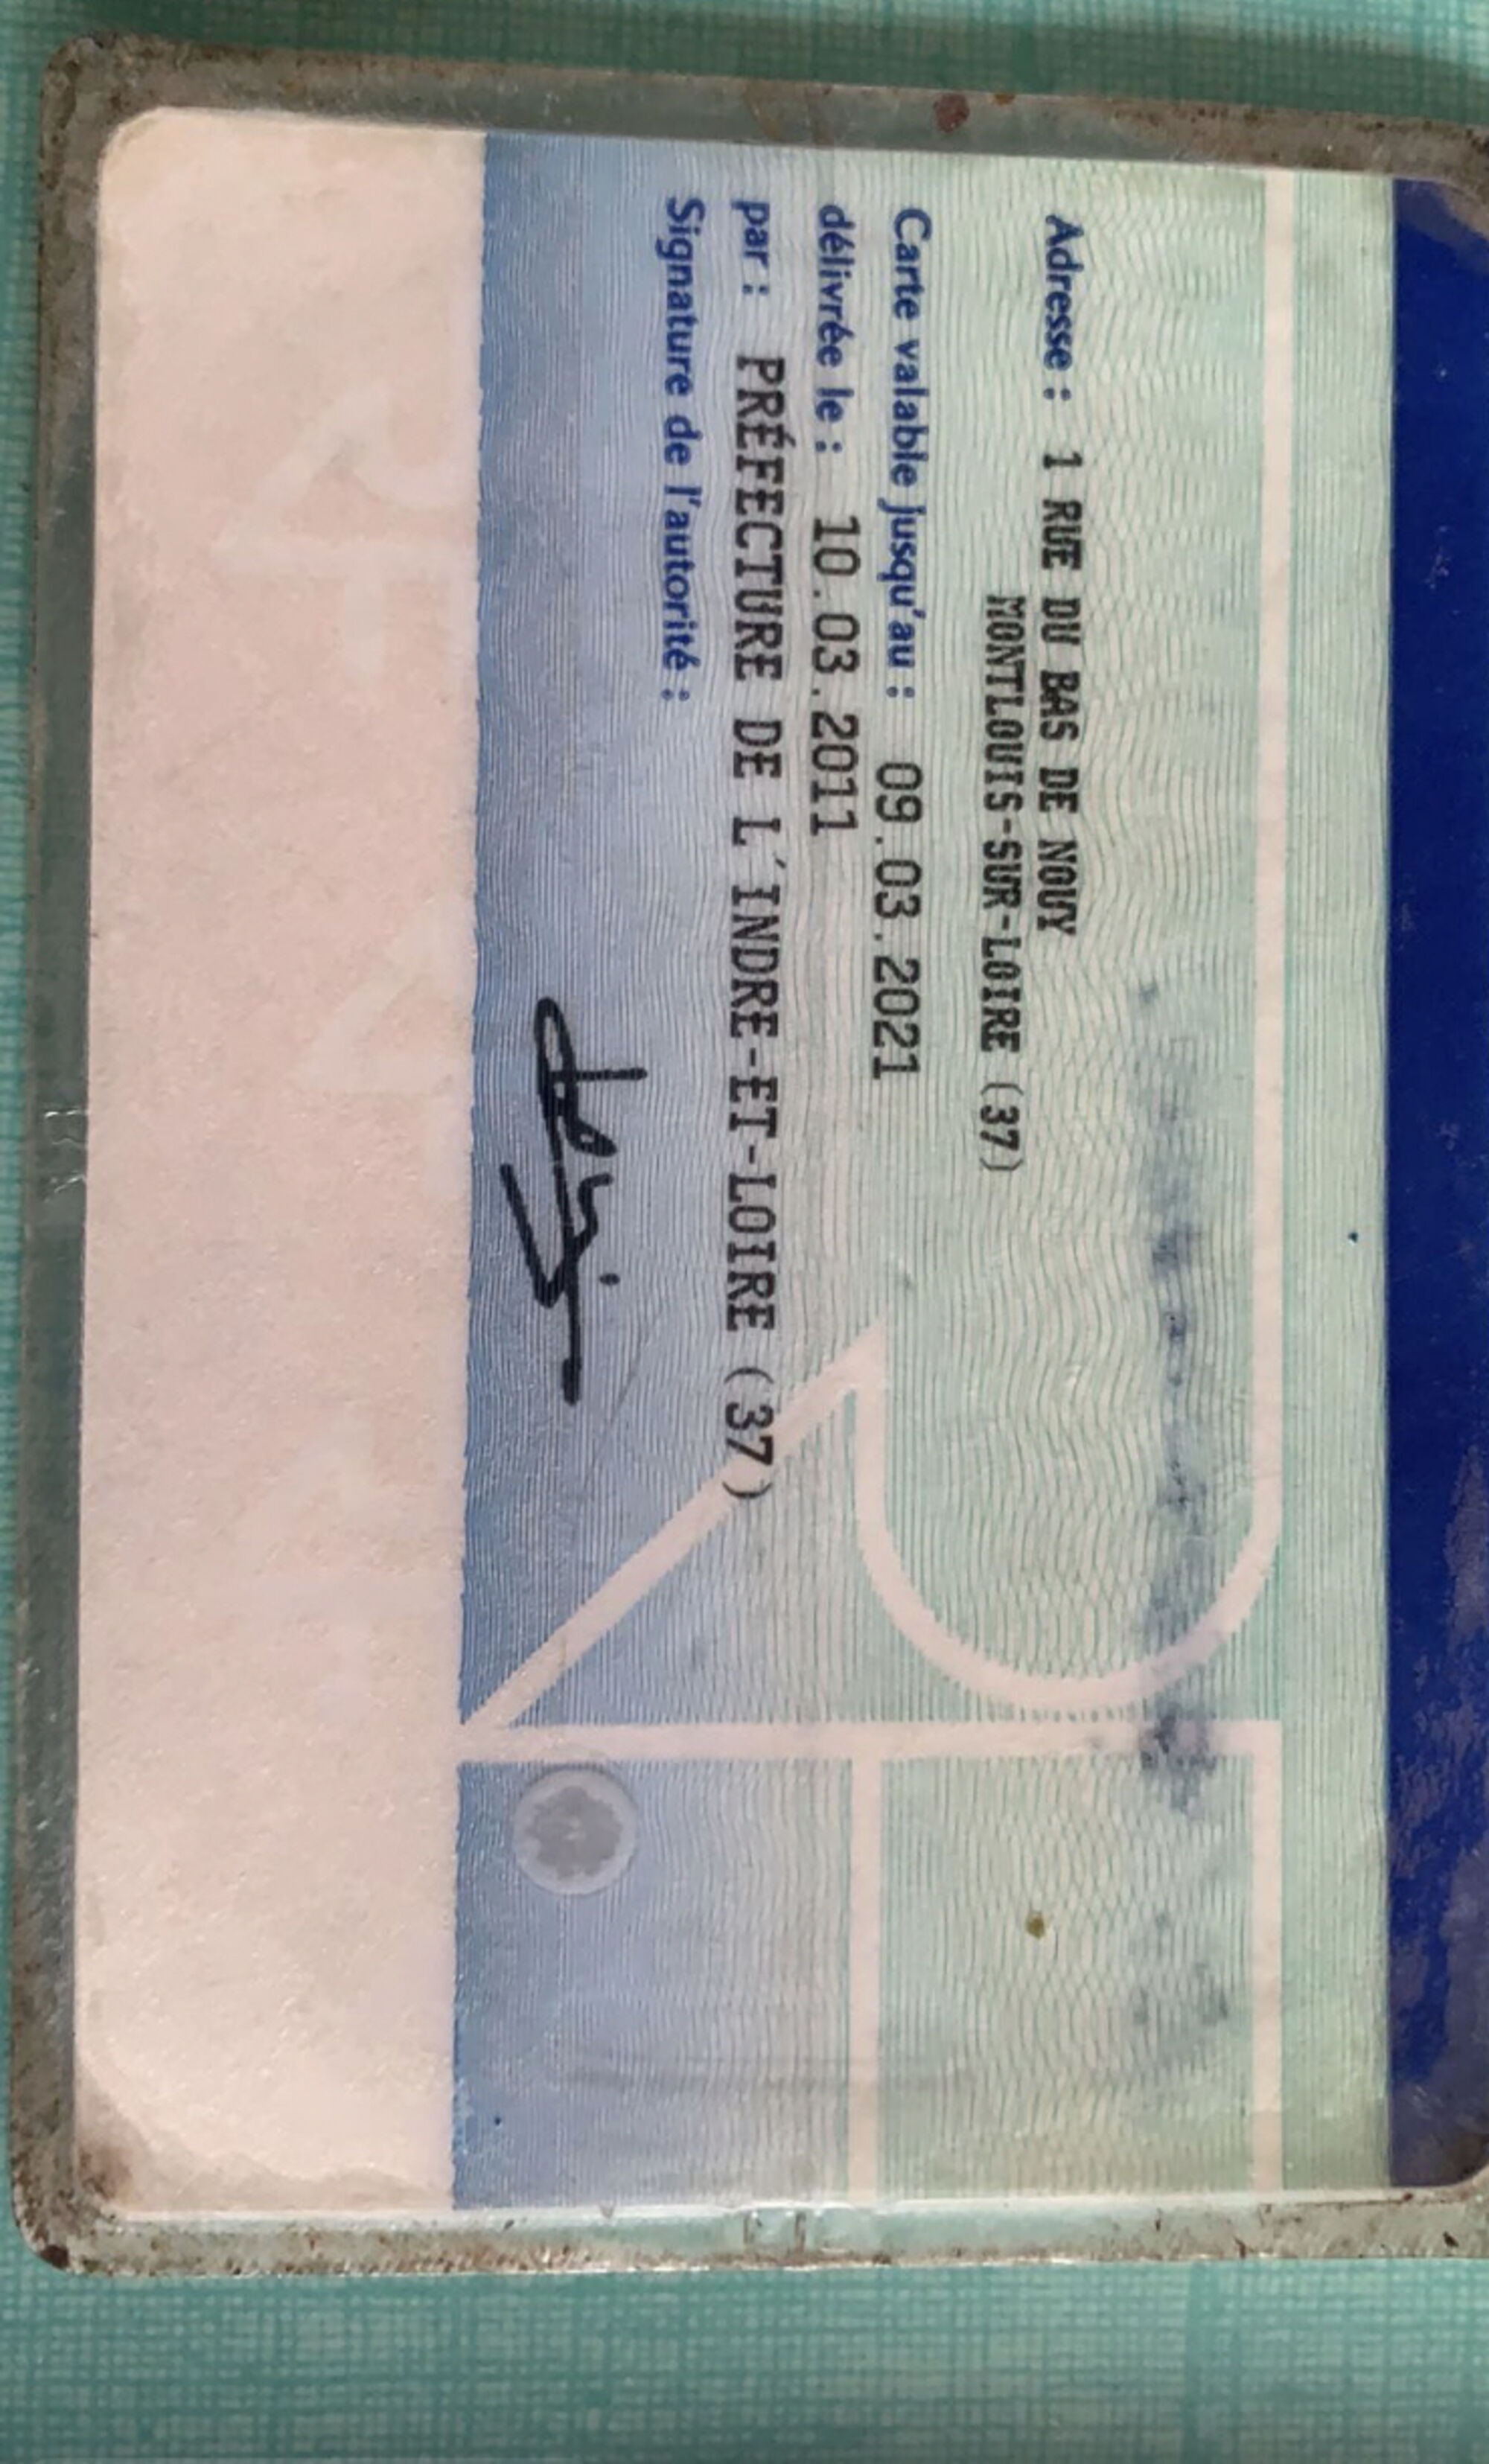 Adresse : 1 RUE DU BAS DE NOUY
MONTLOUIS-SUR-LOIRE (37)
Carte valable jusqu'au : 09.03.2021
délivrée le : 10.03.2011
par : PRÉFECTURE DE L'INDRE-ET-LOIRE (37)
Signature de l'autorité :